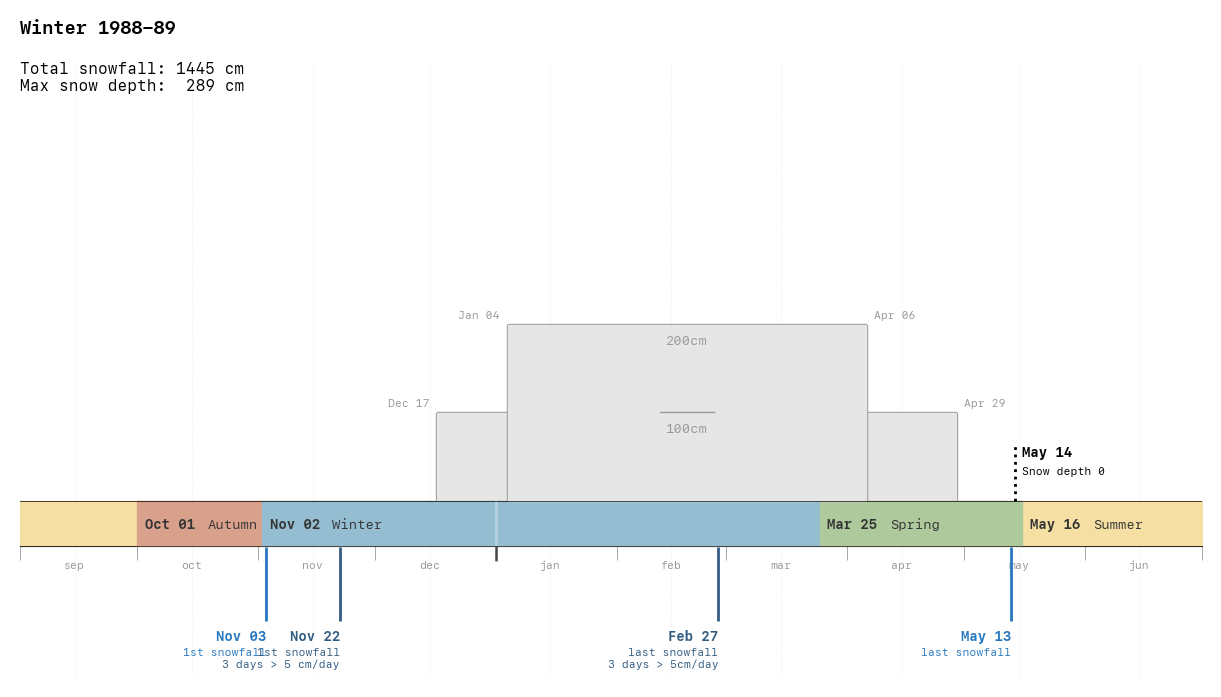 Winter 1988–89
Total snowfall: 1445 cm
Max snow depth:  289 cm
Jan 04
Apr 06
200cm
Dec 17
Apr 29
100cm
May 14
Snow depth 0
Oct 01 Autumn
Nov 02 Winter
Mar 25 Spring
May 16 Summer
sep oct nov dec jan feb mar apr may jun
Nov 03
1st snowfall
Nov 22
1st snowfall
3 days > 5 cm/day
Feb 27
last snowfall
3 days > 5cm/day
May 13
last snowfall